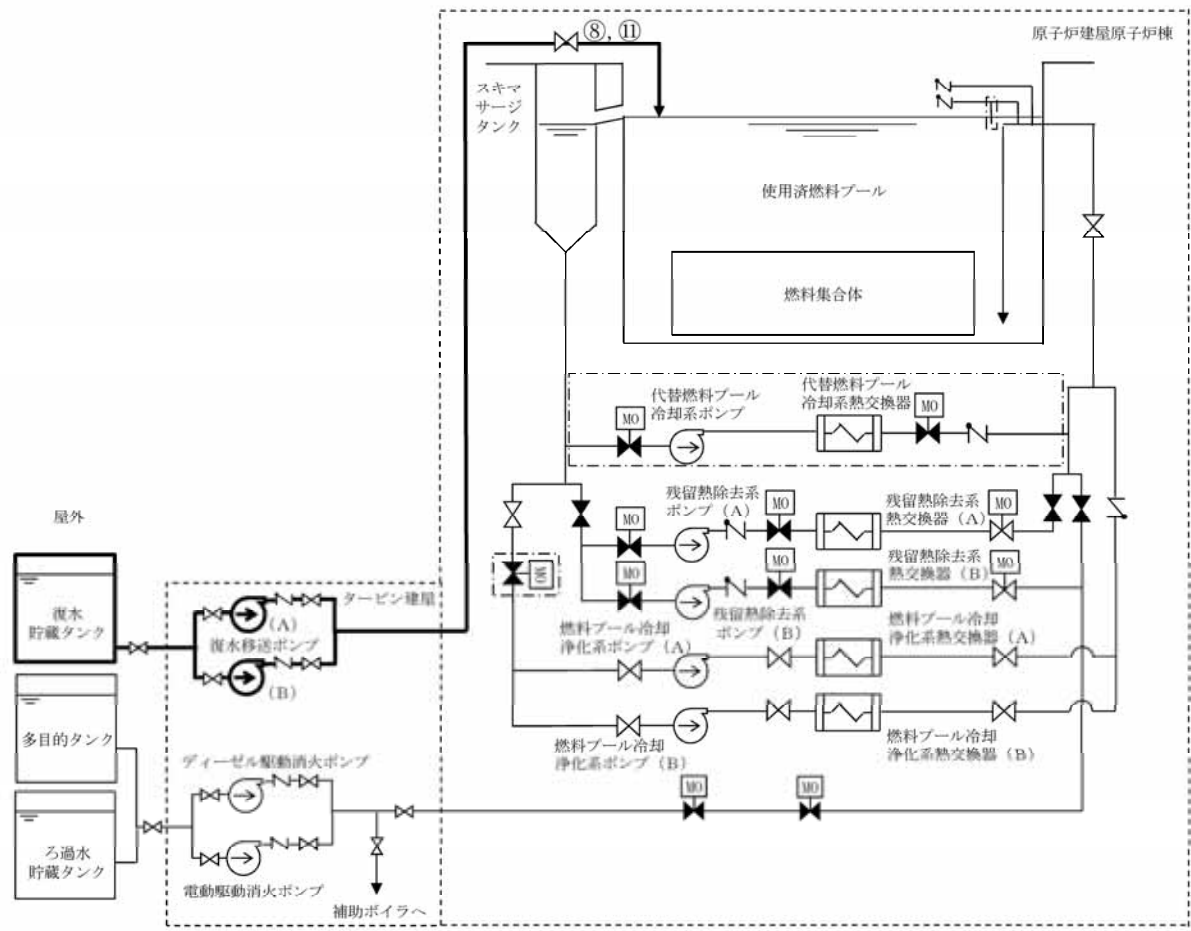 ⑧, ⑪
原子炉建屋原子炉棟
スキマ
サージ
タンク
使用済燃料プール
燃料集合体
代替燃料プール
冷却系ポンプ
代替燃料プール
冷却系熱交換器
MO
MO
屋外
残留熱除去系
ポンプ（A）
残留熱除去系
熱交換器（A）
MO
MO
MO
MO
残留熱除去系
熱交換器（B）
MO
MO
MO
復水
貯蔵タンク
タービン建屋
(A)
復水移送ポンプ
(B)
燃料プール冷却
浄化系ポンプ（A）
残留熱除去系
ポンプ（B）
燃料プール冷却
浄化系熱交換器（A）
多目的タンク
燃料プール冷却
浄化系ポンプ（B）
燃料プール冷却
浄化系熱交換器（B）
ディーゼル駆動消火ポンプ
MO
MO
ろ過水
貯蔵タンク
電動駆動消火ポンプ
補助ボイラへ